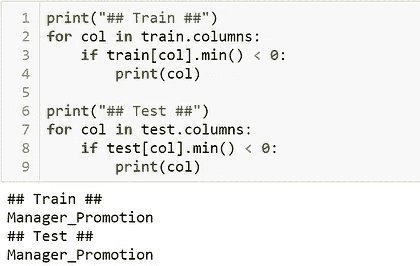 1 print("## Train ##")
2 for col in train.columns:
3     if train[col].min() < 0:
4         print(col)
5
6 print("## Test ##")
7 for col in test.columns:
8     if test[col].min() < 0:
9         print(col)
## Train ##
Manager_Promotion
## Test ##
Manager_Promotion